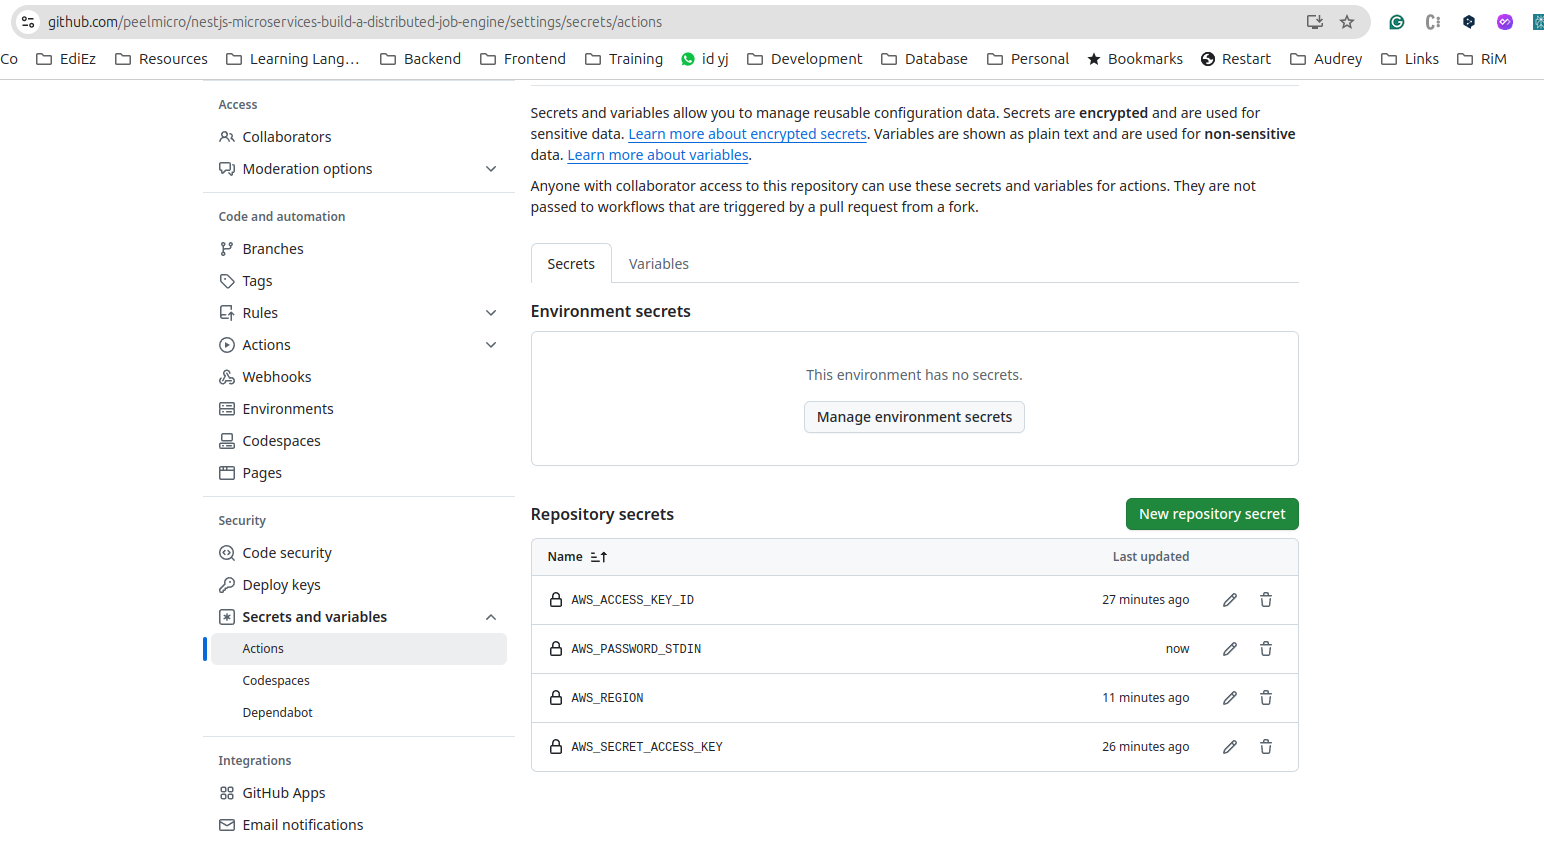 github.com/peelmicro/nestjs-microservices-build-a-distributed-job-engine/settings/secrets/actions
Co EdiEz Resources Learning Lang... Backend Frontend Training id yj Development Database Personal Bookmarks Restart Audrey Links RiM
Access
Collaborators
Moderation options
Code and automation
Branches
Tags
Rules
Actions
Webhooks
Environments
Codespaces
Pages
Security
Code security
Deploy keys
Secrets and variables
Actions
Codespaces
Dependabot
Integrations
GitHub Apps
Email notifications
Secrets and variables allow you to manage reusable configuration data. Secrets are encrypted and are used for
sensitive data. Learn more about encrypted secrets. Variables are shown as plain text and are used for non-sensitive
data. Learn more about variables.
Anyone with collaborator access to this repository can use these secrets and variables for actions. They are not
passed to workflows that are triggered by a pull request from a fork.
Secrets Variables
Environment secrets
This environment has no secrets.
Manage environment secrets
Repository secrets New repository secret
Name Last updated
AWS_ACCESS_KEY_ID 27 minutes ago
AWS_PASSWORD_STDIN now
AWS_REGION 11 minutes ago
AWS_SECRET_ACCESS_KEY 26 minutes ago